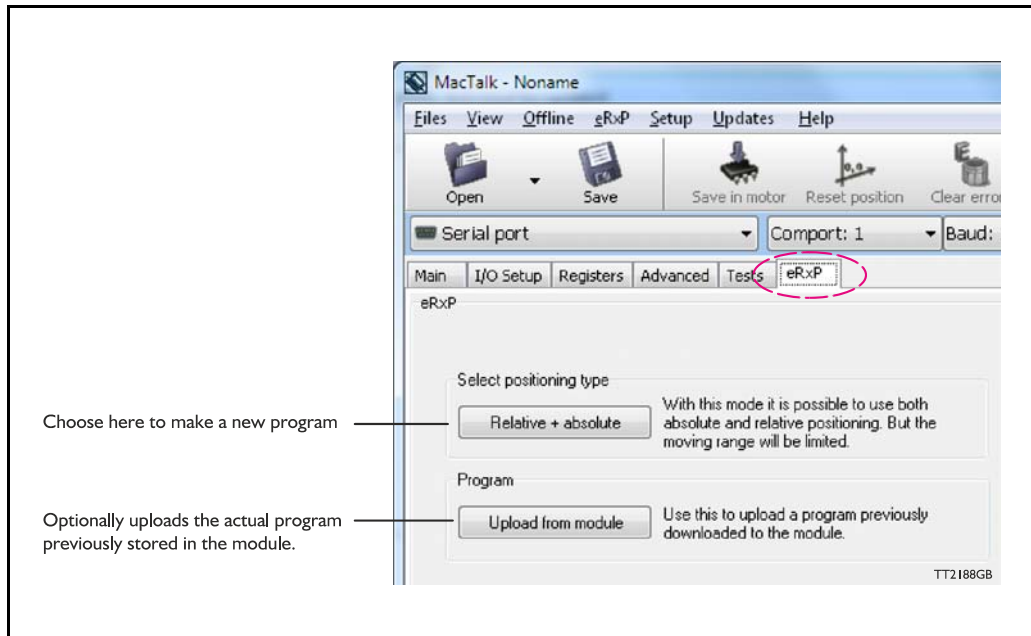 MacTalk - Noname
Files View Offline eRxP Setup Updates Help
Open Save Save in motor Reset position Clear erro
Serial port Comport: 1 Baud:
Main I/O Setup Registers Advanced Tests eRxP
eRxP
Select positioning type
Choose here to make a new program
Relative + absolute
With this mode it is possible to use both
absolute and relative positioning. But the
moving range will be limited.
Program
Optionally uploads the actual program
previously stored in the module.
Upload from module
Use this to upload a program previously
downloaded to the module.
TT2188GB